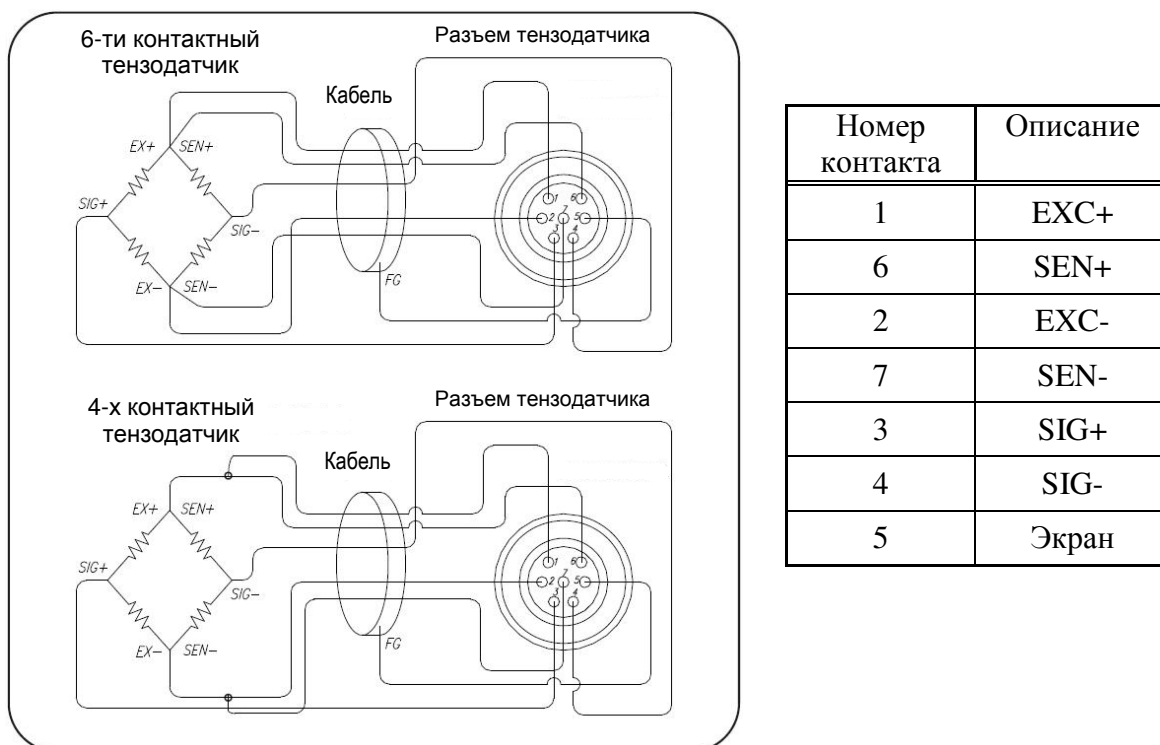 6-ти контактный
тензодатчик
Разъем тензодатчика
Кабель
EX+ SEN+
SIG+
SIG-
EX- SEN-
FG
1 6
2 7 5
3 4
4-х контактный
тензодатчик
Разъем тензодатчика
Кабель
EX+ SEN+
SIG+
SIG-
EX- SEN-
FG
1 6
2 7 5
3 4
Номер контакта Описание
1 EXC+
6 SEN+
2 EXC-
7 SEN-
3 SIG+
4 SIG-
5 Экран